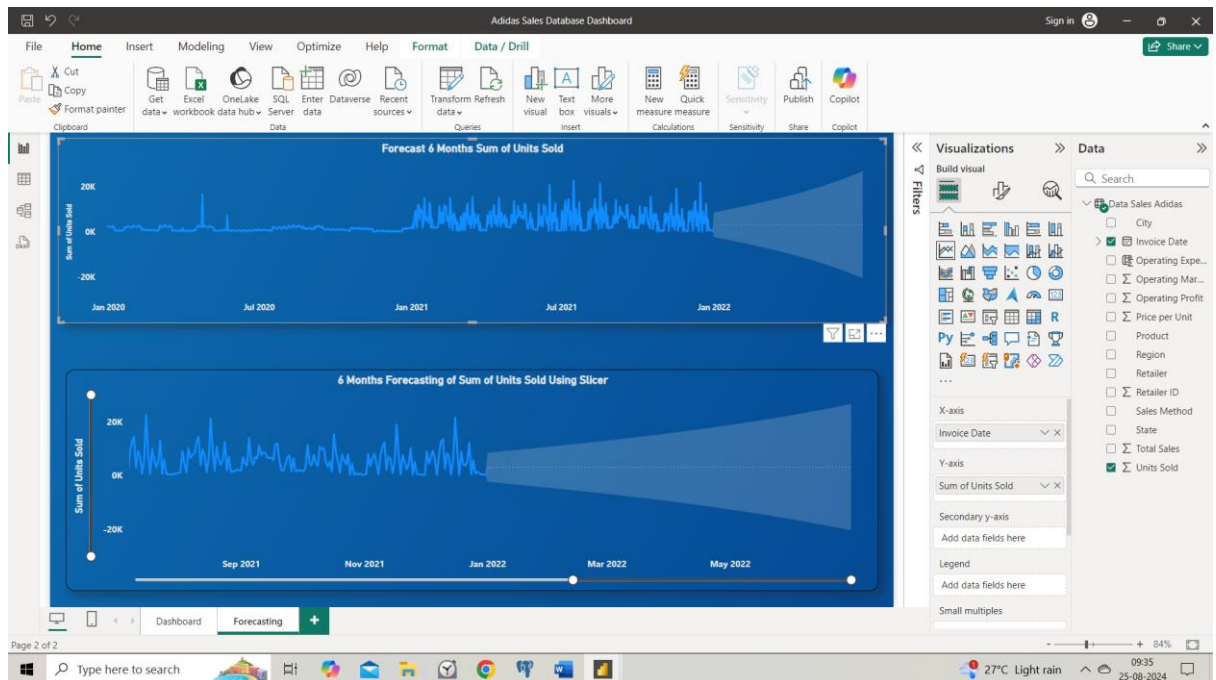 Adidas Sales Database Dashboard
Sign in
File Home Insert Modeling View Optimize Help Format Data / Drill
Share
Paste
Cut
Copy
Format painter
Get data
Excel workbook
OneLake data hub
SQL Server
Enter data
Dataverse
Recent sources
Transform data
Refresh
New visual
Text box
More visuals
New measure
Quick measure
Sensitivity
Publish
Copilot
Clipboard Data Queries Insert Calculations Sensitivity Share Copilot
Forecast 6 Months Sum of Units Sold
Sum of Units Sold
20K
0K
-20K
Jan 2020 Jul 2020 Jan 2021 Jul 2021 Jan 2022
6 Months Forecasting of Sum of Units Sold Using Slicer
Sum of Units Sold
20K
0K
-20K
Sep 2021 Nov 2021 Jan 2022 Mar 2022 May 2022
Filters
Visualizations
Build visual
R
Py
...
X-axis
Invoice Date
Y-axis
Sum of Units Sold
Secondary y-axis
Add data fields here
Legend
Add data fields here
Small multiples
Data
Search
Data Sales Adidas
City
Invoice Date
Operating Expe...
Operating Mar...
Operating Profit
Price per Unit
Product
Region
Retailer
Retailer ID
Sales Method
State
Total Sales
Units Sold
Dashboard Forecasting +
Page 2 of 2
- + 84%
Type here to search
27°C Light rain
09:35
25-08-2024